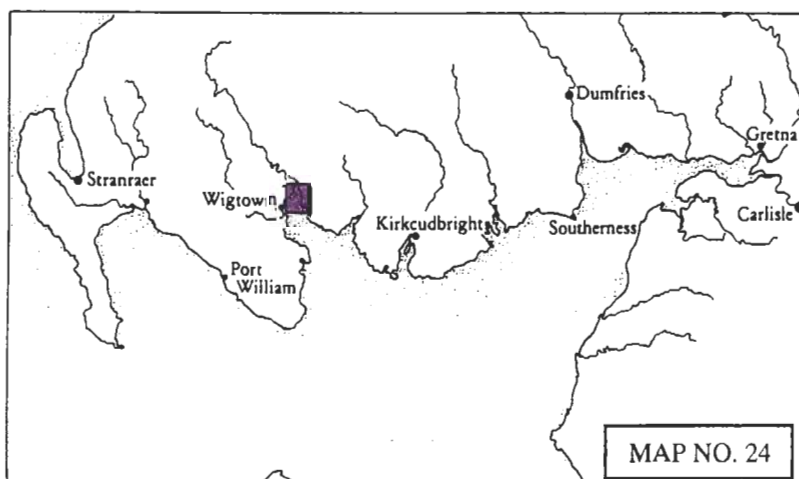 Dumfries
Gretna
Stranraer
Wigtown
Kirkcudbright
Southerness
Carlisle
Port
William
MAP NO. 24